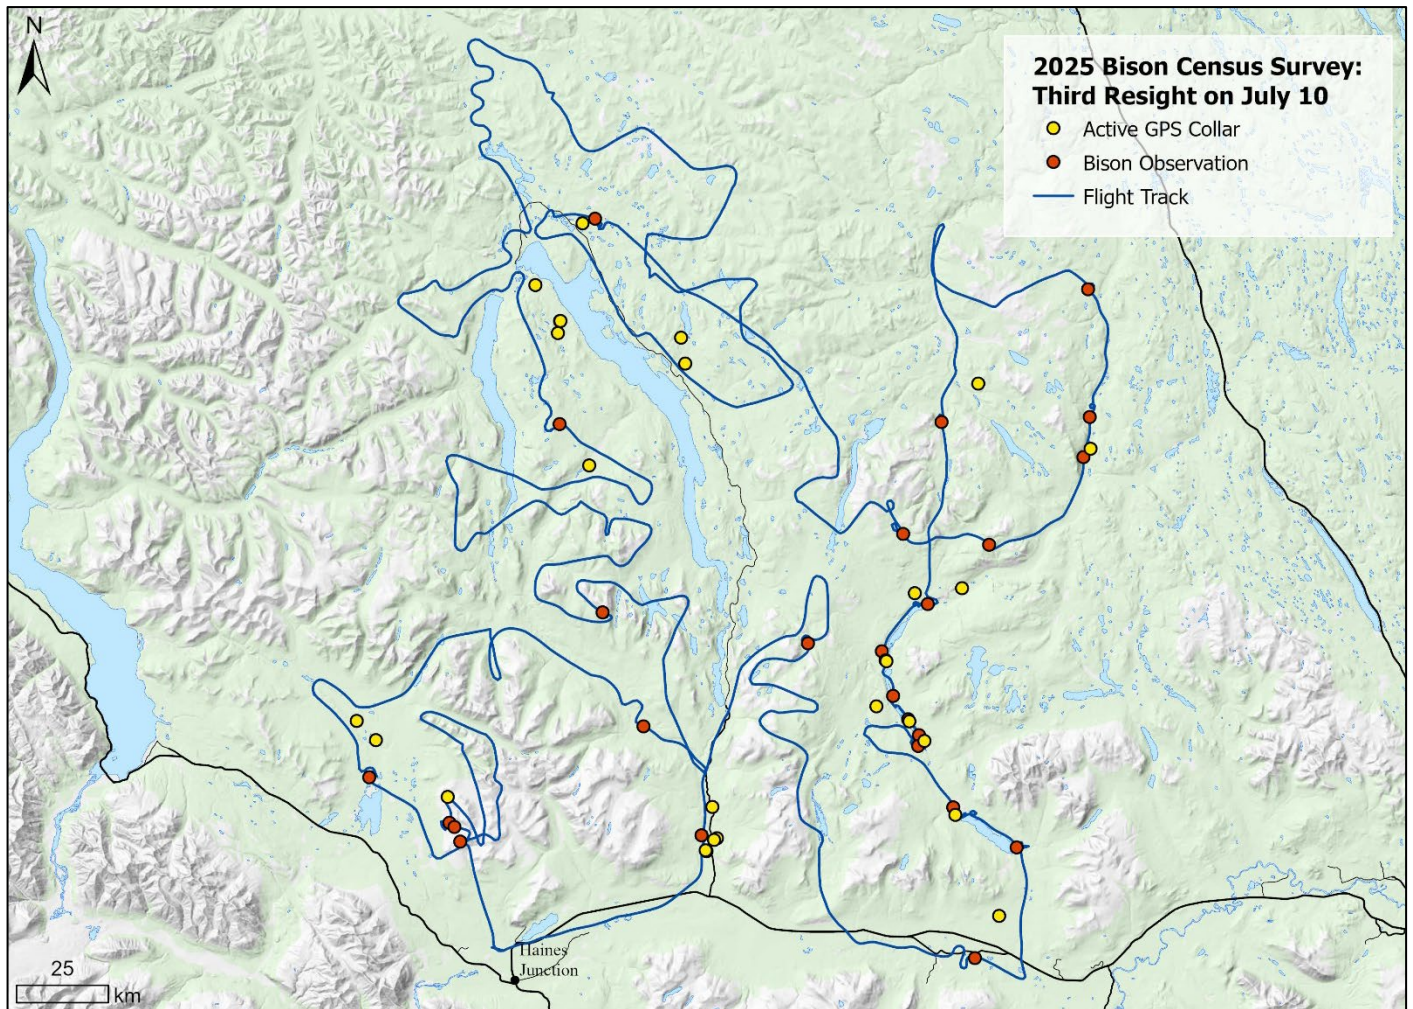 N
2025 Bison Census Survey:
Third Resight on July 10
Active GPS Collar
Bison Observation
Flight Track
Haines
Junction
25
km